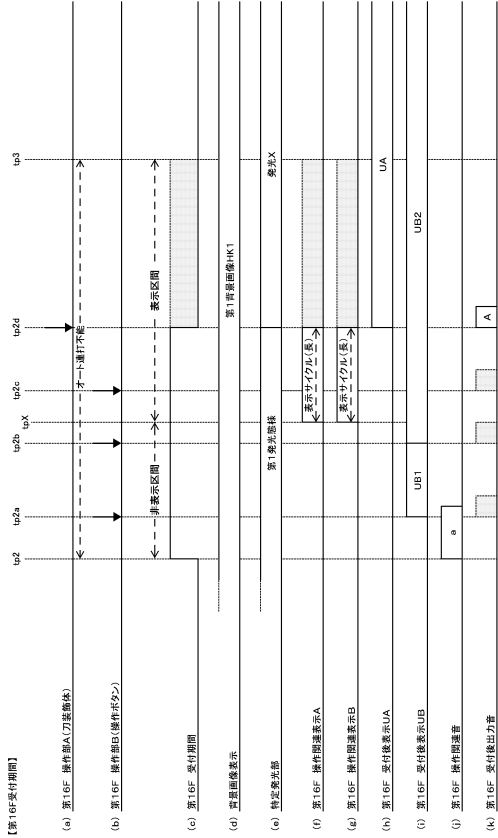 【第16F受付期間】
tp2
tp2a
tp2b
tpX
tp2c
tp2d
tp3
(a) 第16F 操作部A(刀装飾体)
オート連打不能
(b) 第16F 操作部B(操作ボタン)
非表示区間
表示区間
(c) 第16F 受付期間
(d) 背景画像表示
第1背景画像HK1
(e) 特定発光部
第1発光態様
発光X
(f) 第16F 操作関連表示A
表示サイクル(長)
(g) 第16F 操作関連表示B
表示サイクル(長)
(h) 第16F 受付後表示UA
UA
(i) 第16F 受付後表示UB
UB1
UB2
(j) 第16F 操作関連音
a
(k) 第16F 受付後出力音
A